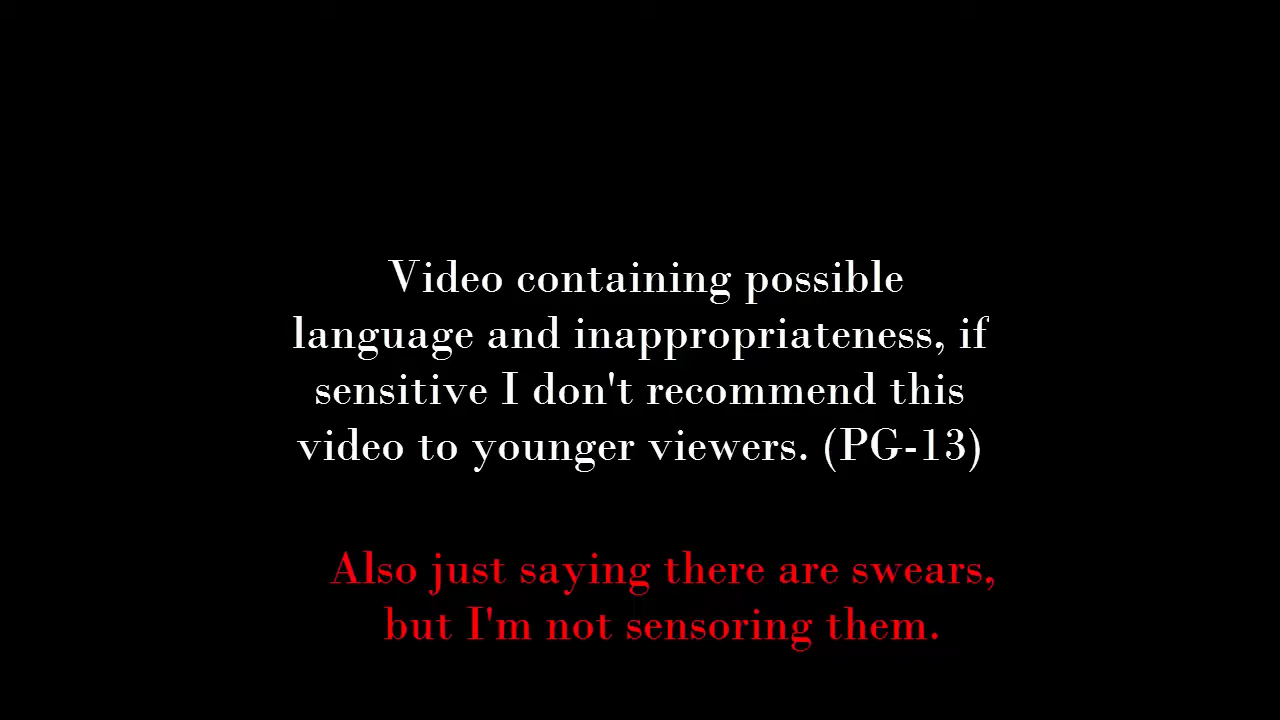 Video containing possible
language and inappropriateness, if
sensitive I don't recommend this
video to younger viewers. (PG-13)
Also just saying there are swears,
but I'm not sensoring them.